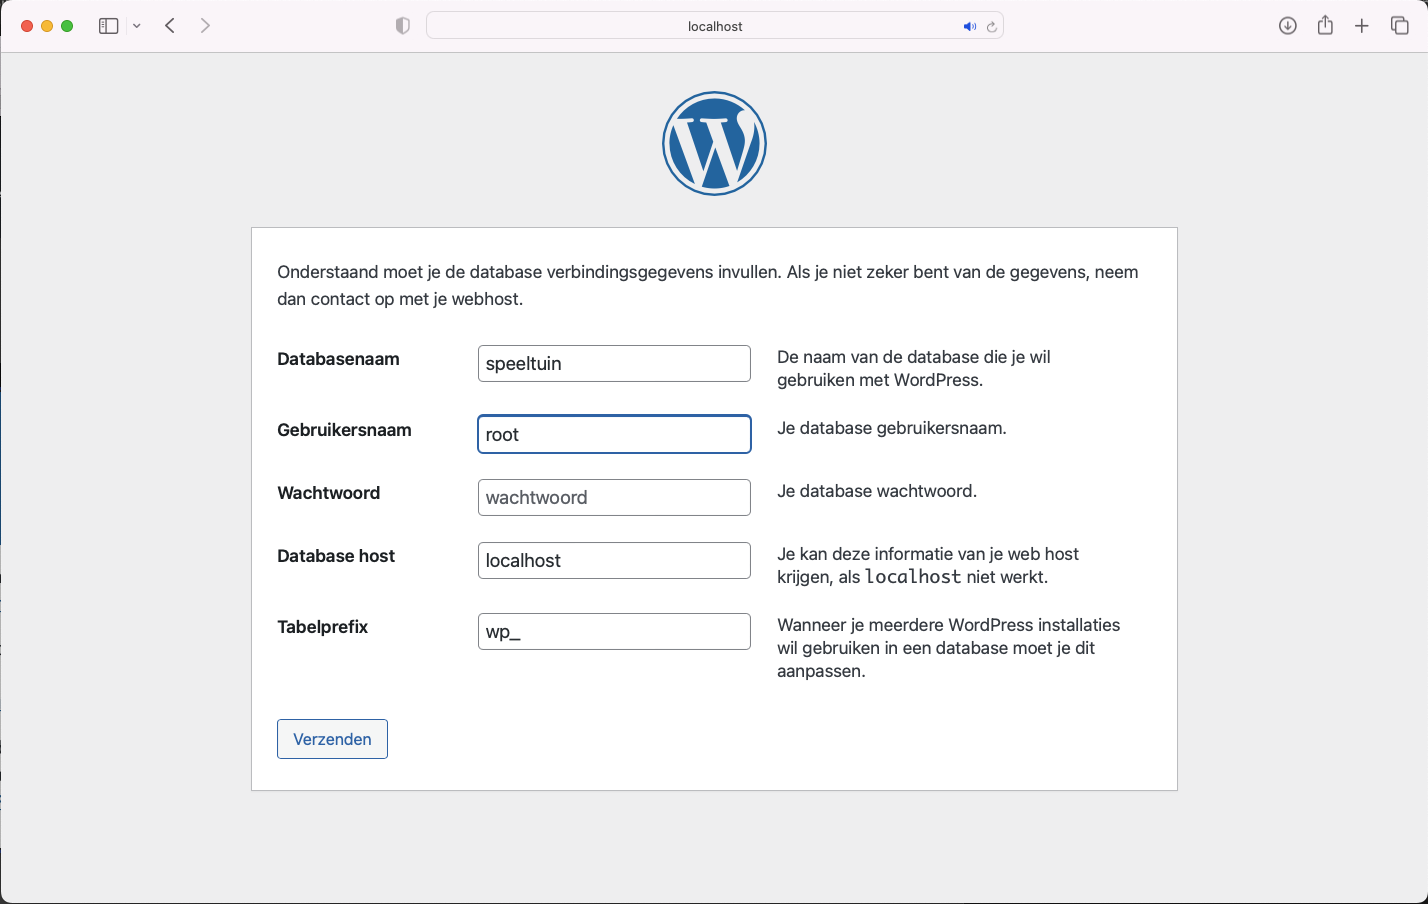 localhost
Onderstaand moet je de database verbindingsgegevens invullen. Als je niet zeker bent van de gegevens, neem
dan contact op met je webhost.
Databasenaam
speeltuin
De naam van de database die je wil
gebruiken met WordPress.
Gebruikersnaam
root
Je database gebruikersnaam.
Wachtwoord
wachtwoord
Je database wachtwoord.
Database host
localhost
Je kan deze informatie van je web host
krijgen, als localhost niet werkt.
Tabelprefix
wp_
Wanneer je meerdere WordPress installaties
wil gebruiken in een database moet je dit
aanpassen.
Verzenden